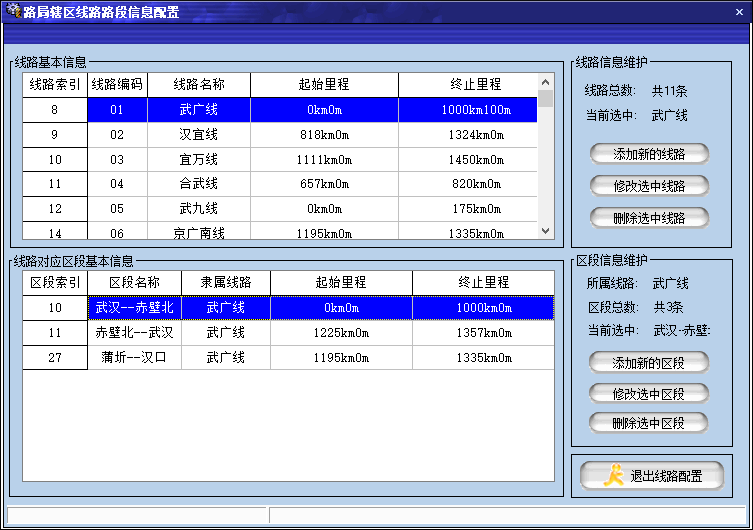 路局辖区线路路段信息配置
线路基本信息
线路索引 线路编码 线路名称 起始里程 终止里程
8 01 武广线 0km0m 1000km100m
9 02 汉宜线 818km0m 1324km0m
10 03 宜万线 1111km0m 1450km0m
11 04 合武线 657km0m 820km0m
12 05 武九线 0km0m 175km0m
14 06 京广南线 1195km0m 1335km0m
线路信息维护
线路总数: 共11条
当前选中: 武广线
添加新的线路
修改选中线路
删除选中线路
线路对应区段基本信息
区段索引 区段名称 隶属线路 起始里程 终止里程
10 武汉--赤壁北 武广线 0km0m 1000km0m
11 赤壁北--武汉 武广线 1225km0m 1357km0m
27 蒲圻--汉口 武广线 1195km0m 1335km0m
区段信息维护
所属线路: 武广线
区段总数: 共3条
当前选中: 武汉--赤壁:
添加新的区段
修改选中区段
删除选中区段
退出线路配置